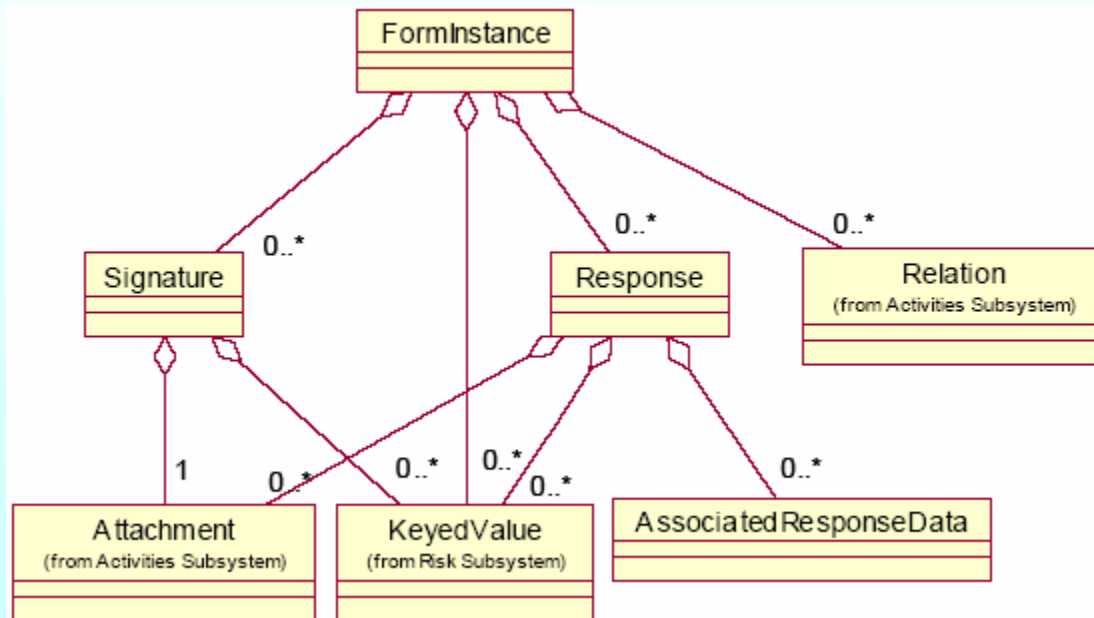 FormInstance
0..*
0..*
0..*
Signature
Response
Relation
(from Activities Subsystem)
1
0..*
0..*
0..*
0..*
0..*
Attachment
(from Activities Subsystem)
KeyedValue
(from Risk Subsystem)
AssociatedResponseData